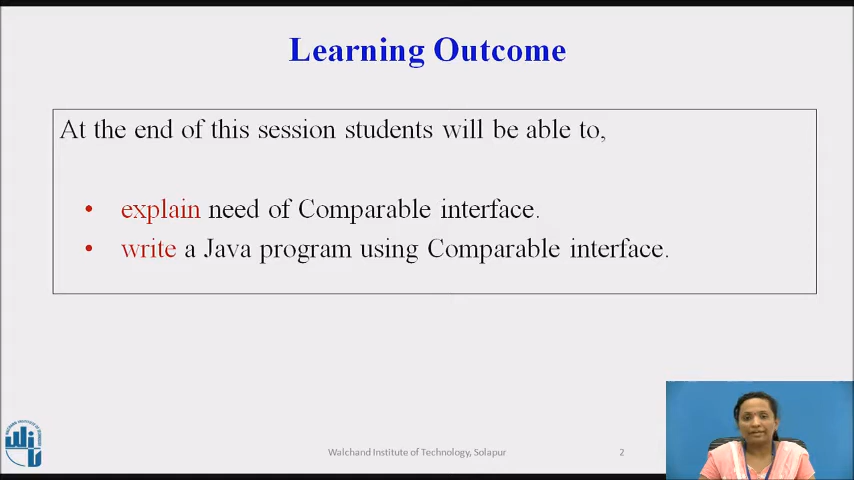 Learning Outcome
At the end of this session students will be able to,
• explain need of Comparable interface.
• write a Java program using Comparable interface.
Walchand Institute of Technology, Solapur
2